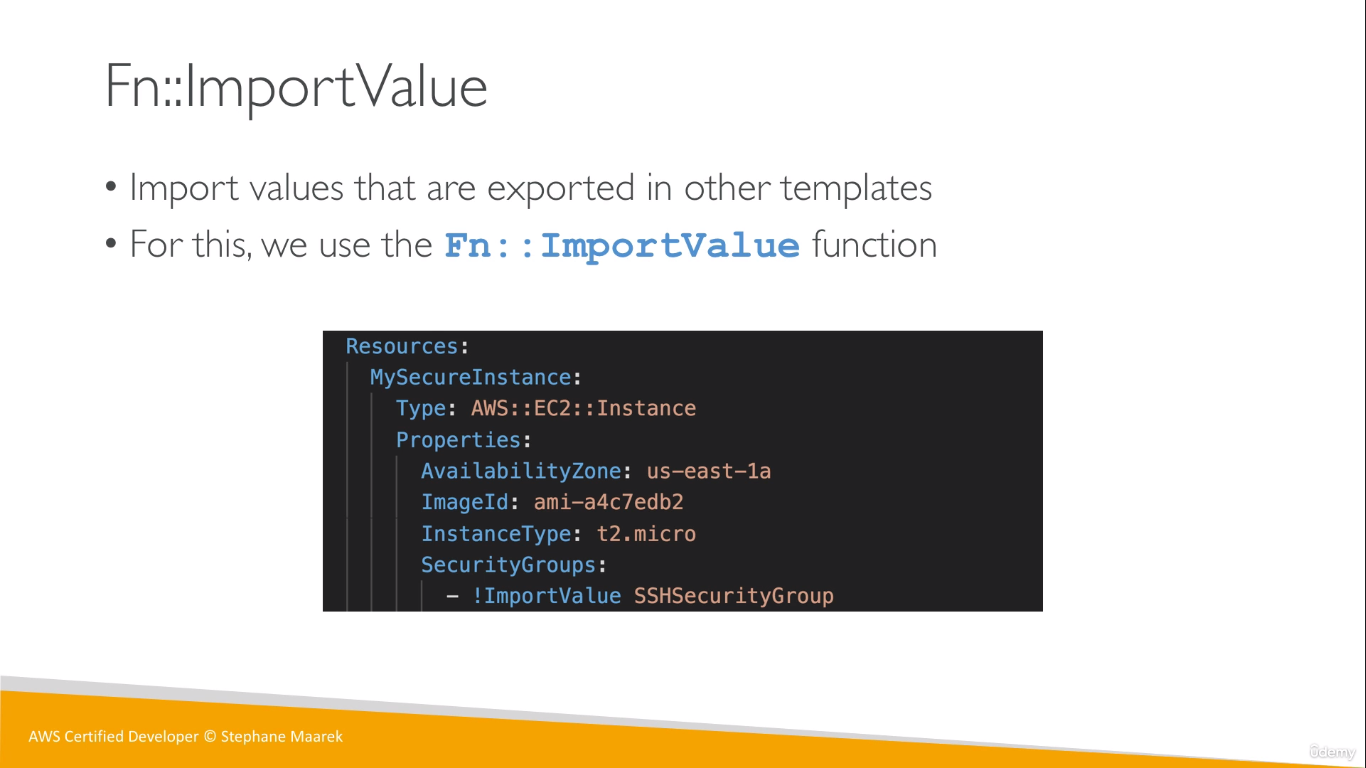 Fn::ImportValue
• Import values that are exported in other templates
• For this, we use the Fn::ImportValue function
Resources:
MySecureInstance:
Type: AWS::EC2::Instance
Properties:
AvailabilityZone: us-east-1a
ImageId: ami-a4c7edb2
InstanceType: t2.micro
SecurityGroups:
- !ImportValue SSHSecurityGroup
AWS Certified Developer © Stephane Maarek
ûdemy